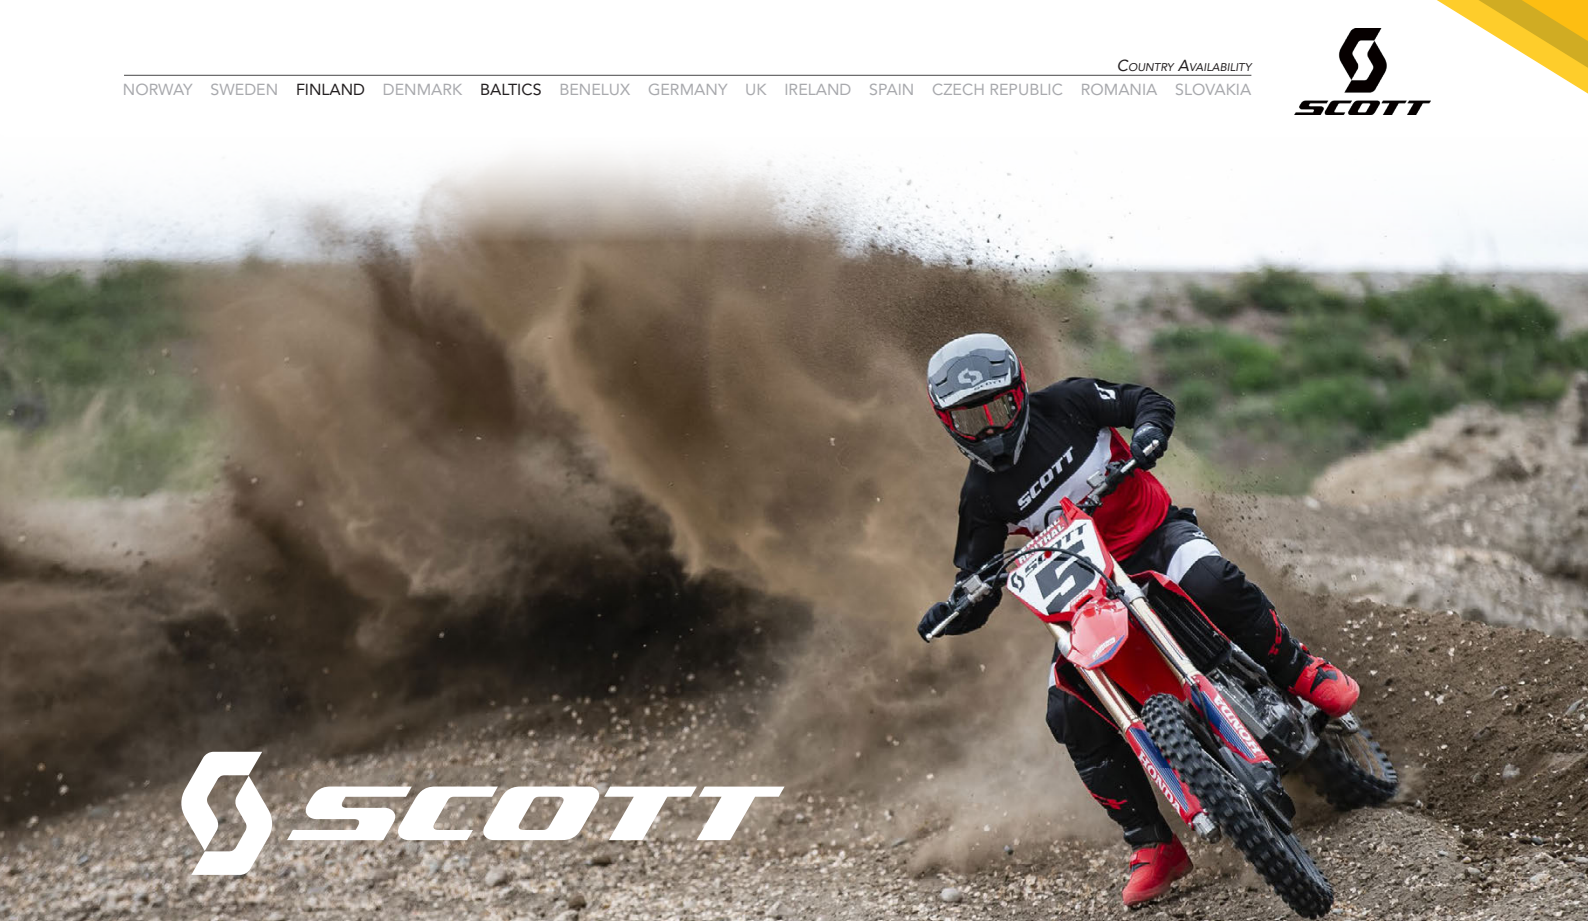 COUNTRY AVAILABILITY
NORWAY SWEDEN FINLAND DENMARK BALTICS BENELUX GERMANY UK IRELAND SPAIN CZECH REPUBLIC ROMANIA SLOVAKIA
SCOTT
SCOTT
SCOTT
5
HONDA
HONDA
SCOTT